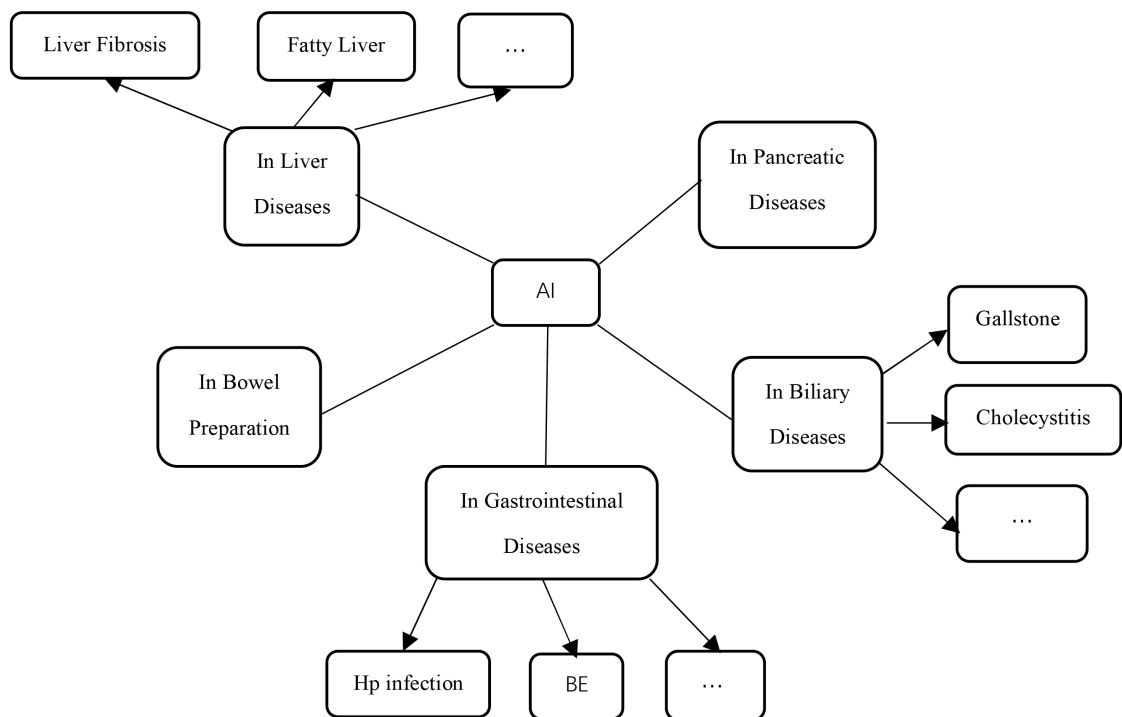 Liver Fibrosis
Fatty Liver
…
In Liver
Diseases
In Pancreatic
Diseases
AI
Gallstone
In Bowel
Preparation
In Biliary
Diseases
Cholecystitis
…
In Gastrointestinal
Diseases
Hp infection
BE
…